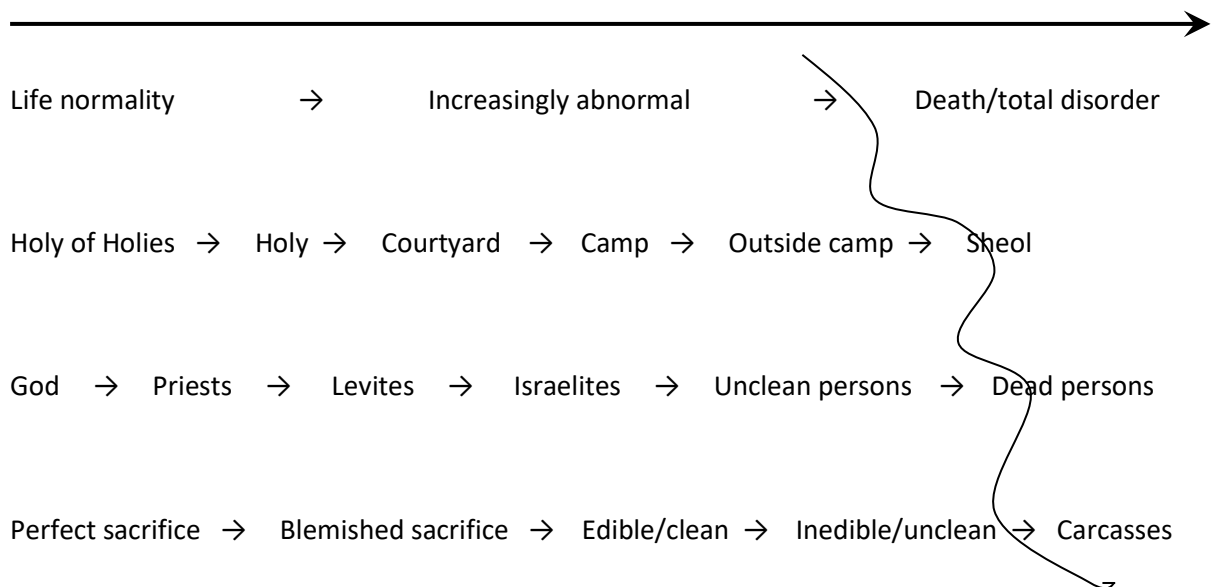 Life normality → Increasingly abnormal → Death/total disorder
Holy of Holies → Holy → Courtyard → Camp → Outside camp → Sheol
God → Priests → Levites → Israelites → Unclean persons → Dead persons
Perfect sacrifice → Blemished sacrifice → Edible/clean → Inedible/unclean → Carcasses